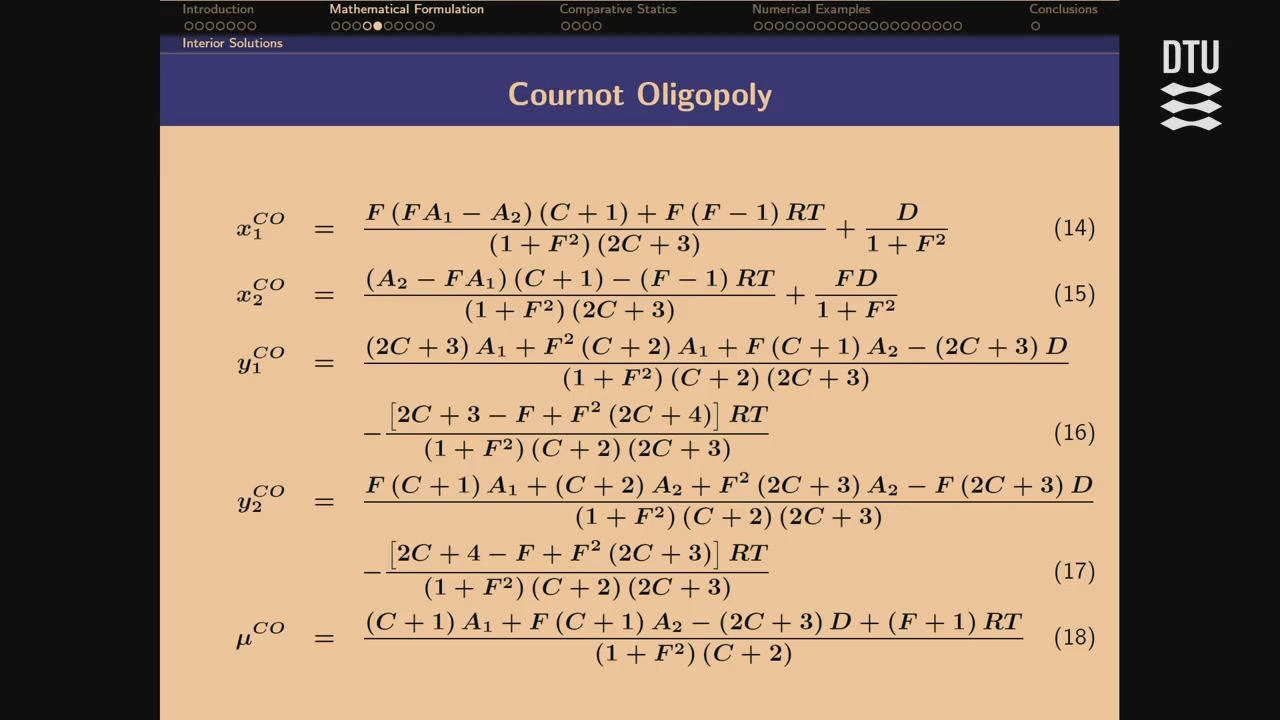 Introduction Mathematical Formulation Comparative Statics Numerical Examples Conclusions
Interior Solutions
DTU
Cournot Oligopoly
x_1^{CO} = \frac{F (F A_1 − A_2) (C + 1) + F (F − 1) RT}{(1 + F^2) (2C + 3)} + \frac{D}{1 + F^2} (14)
x_2^{CO} = \frac{(A_2 − F A_1) (C + 1) − (F − 1) RT}{(1 + F^2) (2C + 3)} + \frac{FD}{1 + F^2} (15)
y_1^{CO} = \frac{(2C + 3) A_1 + F^2 (C + 2) A_1 + F (C + 1) A_2 − (2C + 3) D}{(1 + F^2) (C + 2) (2C + 3)}
−\frac{[2C + 3 − F + F^2 (2C + 4)] RT}{(1 + F^2) (C + 2) (2C + 3)} (16)
y_2^{CO} = \frac{F (C + 1) A_1 + (C + 2) A_2 + F^2 (2C + 3) A_2 − F (2C + 3) D}{(1 + F^2) (C + 2) (2C + 3)}
−\frac{[2C + 4 − F + F^2 (2C + 3)] RT}{(1 + F^2) (C + 2) (2C + 3)} (17)
μ^{CO} = \frac{(C + 1) A_1 + F (C + 1) A_2 − (2C + 3) D + (F + 1) RT}{(1 + F^2) (C + 2)} (18)